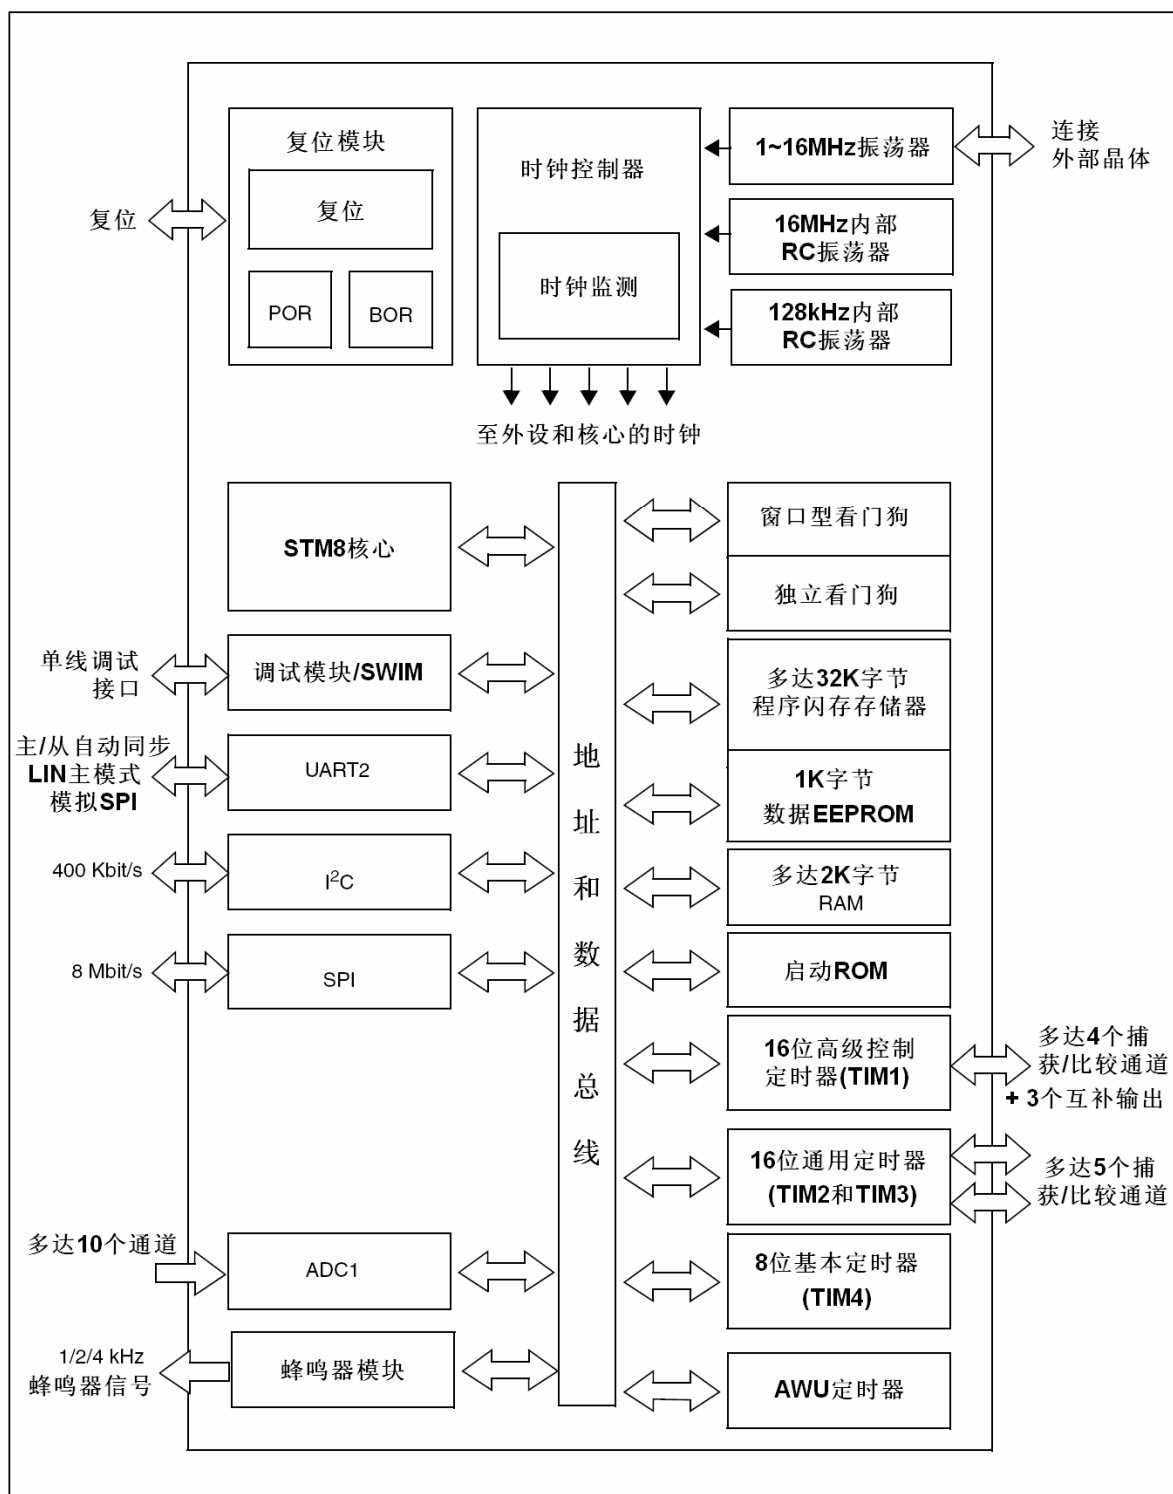 复位模块
复位
复位
POR
BOR
时钟控制器
时钟监测
1~16MHz振荡器
连接
外部晶体
16MHz内部
RC振荡器
128kHz内部
RC振荡器
至外设和核心的时钟
STM8核心
单线调试
接口
调试模块/SWIM
主/从自动同步
LIN主模式
模拟SPI
UART2
400 Kbit/s
I²C
8 Mbit/s
SPI
多达10个通道
ADC1
1/2/4 kHz
蜂鸣器信号
蜂鸣器模块
地址和数据总线
窗口型看门狗
独立看门狗
多达32K字节
程序闪存存储器
1K字节
数据EEPROM
多达2K字节
RAM
启动ROM
16位高级控制
定时器(TIM1)
多达4个捕
获/比较通道
+ 3个互补输出
16位通用定时器
(TIM2和TIM3)
多达5个捕
获/比较通道
8位基本定时器
(TIM4)
AWU定时器